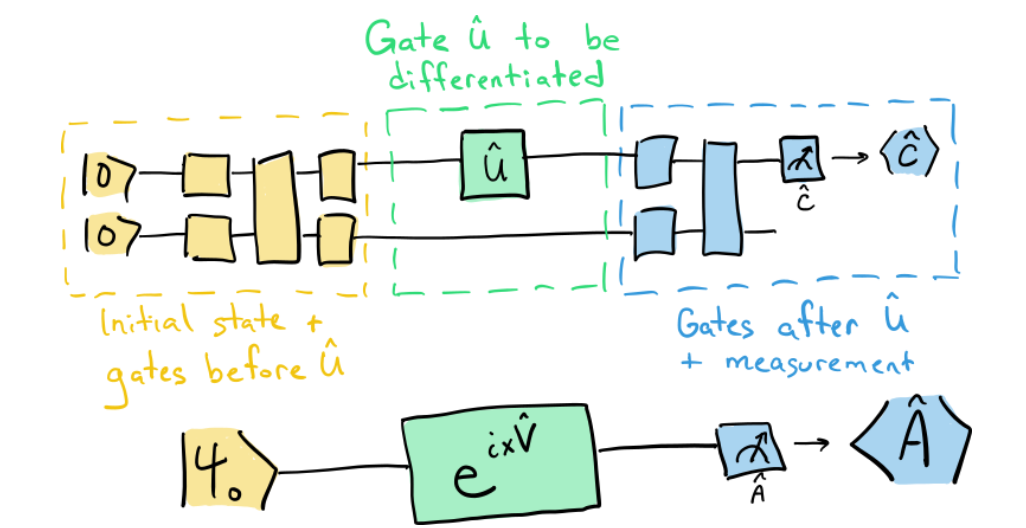 Gate Û to be
differentiated
0
Û
Ĉ
Ĉ
0
Initial state +
gates before Û
Gates after Û
+ measurement
ψ₀
e^{ixV̂}
Â
Â